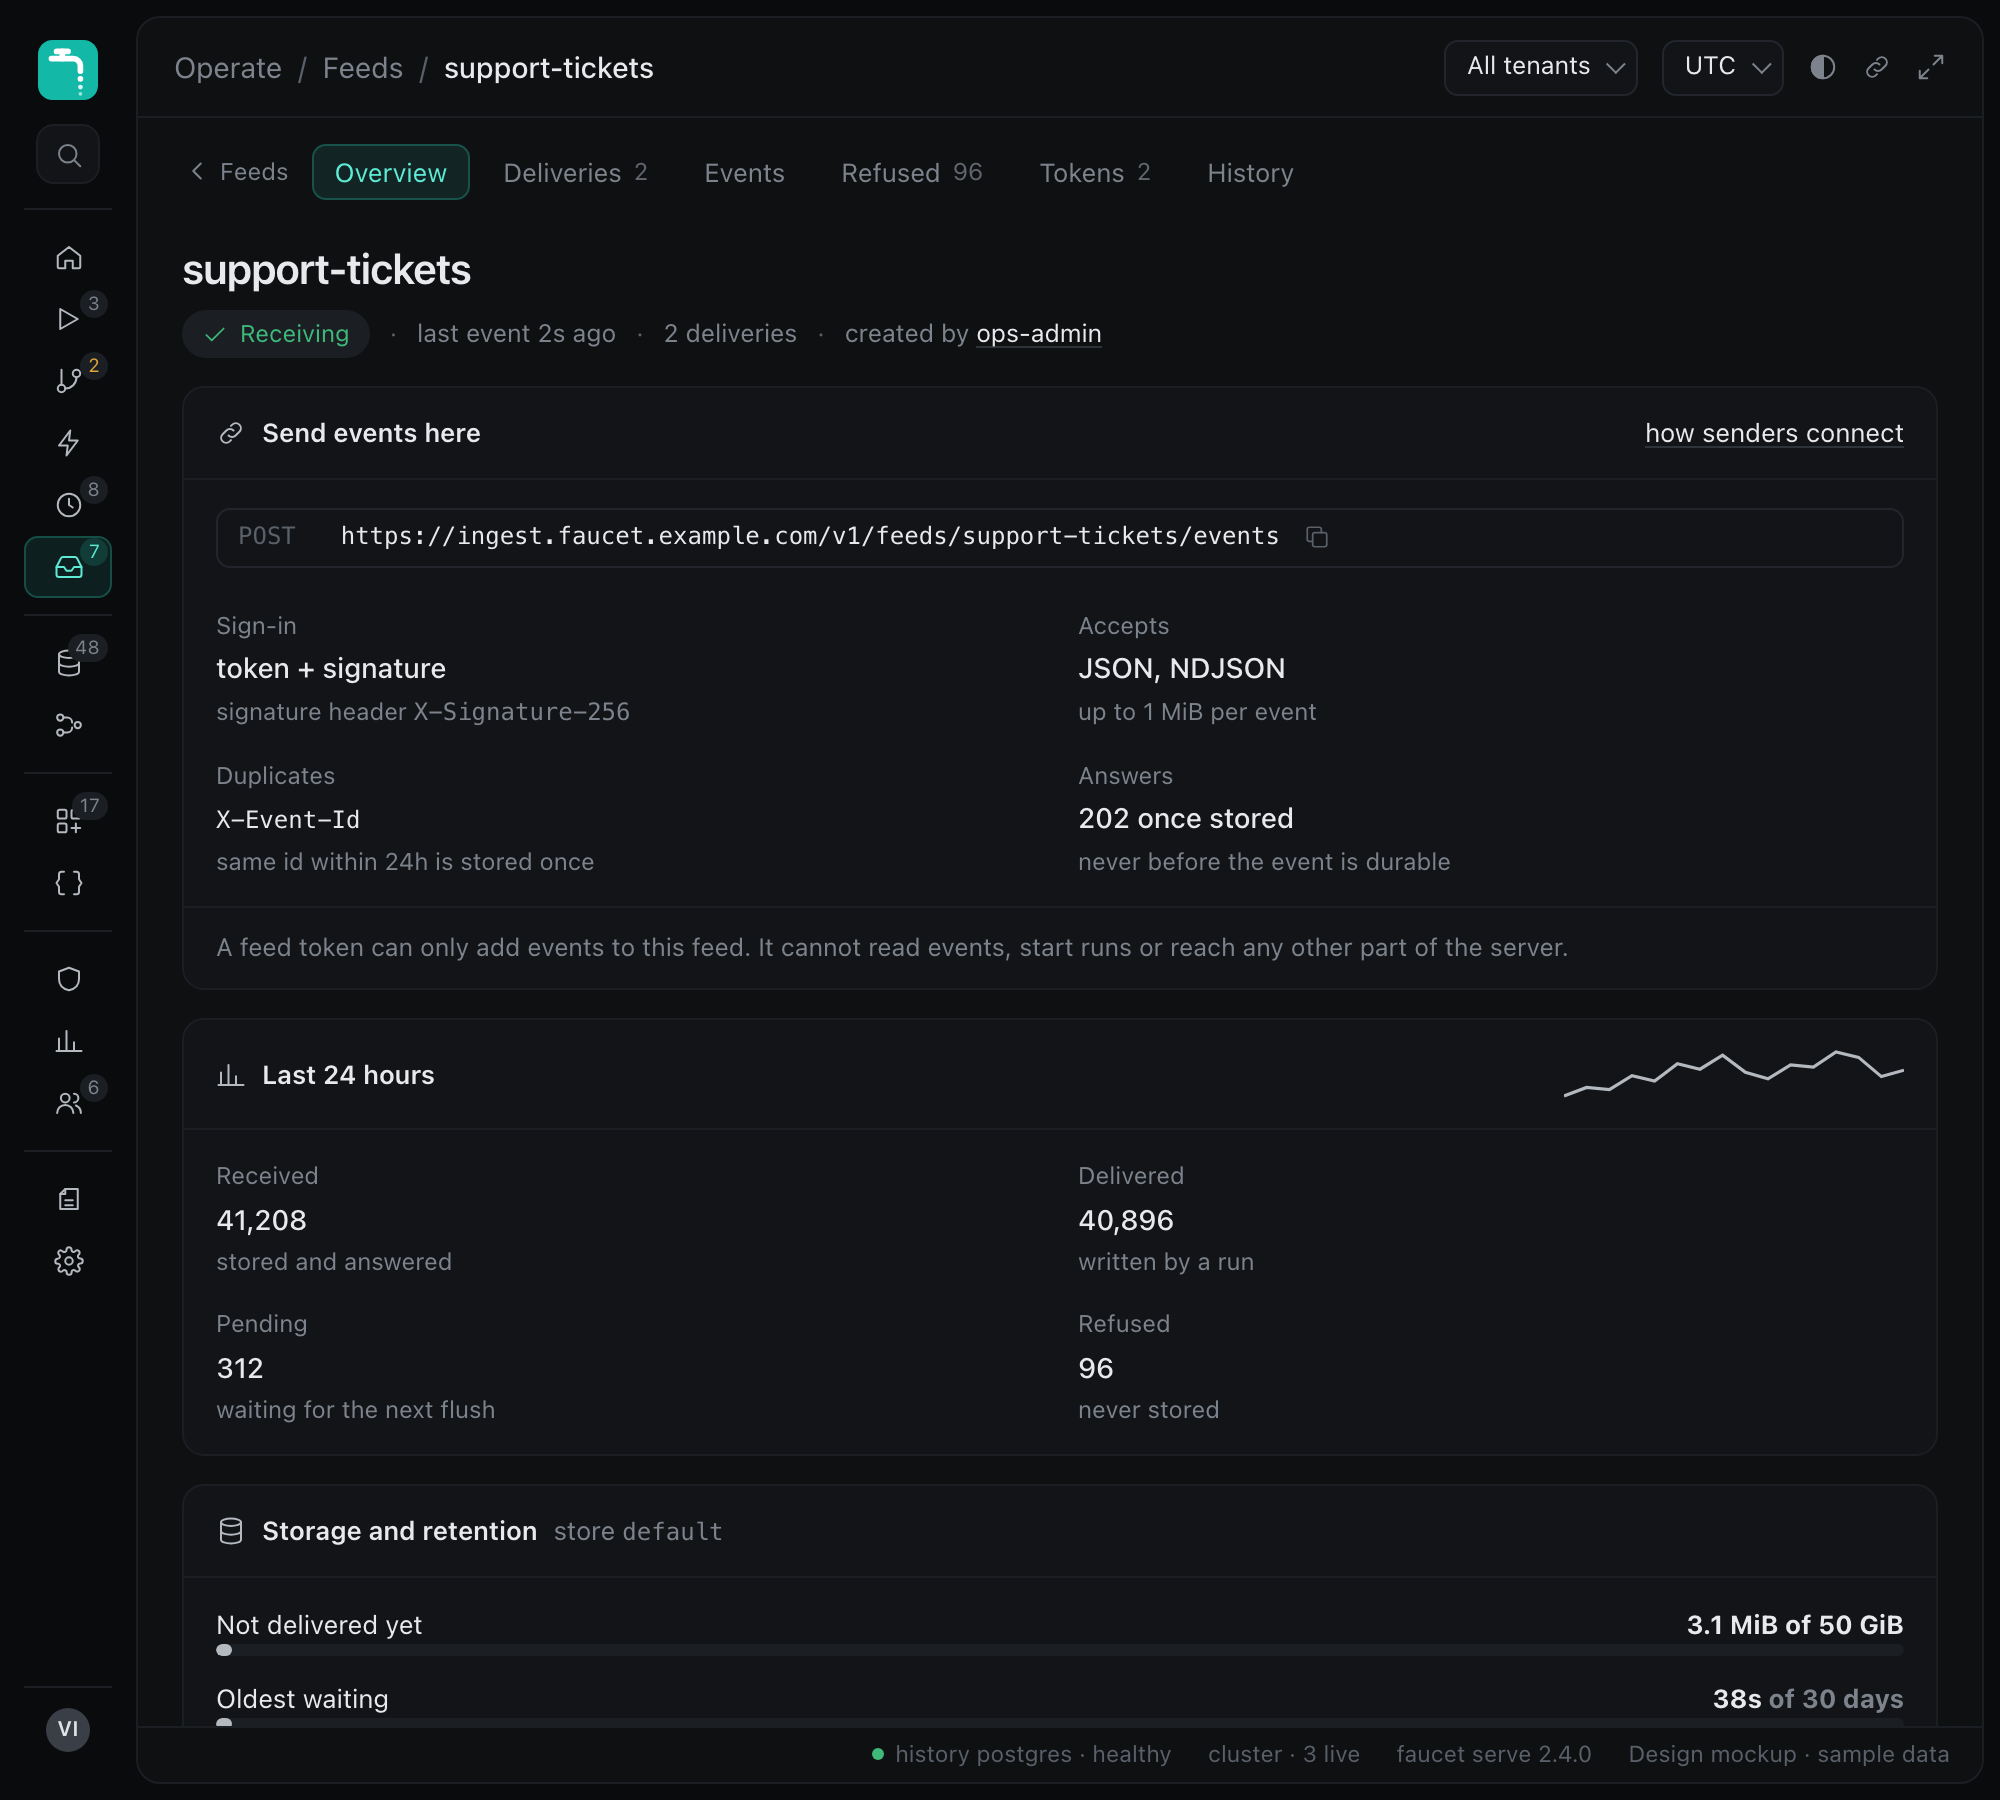 Operate / Feeds / support-tickets
All tenants
UTC
Feeds
Overview
Deliveries 2
Events
Refused 96
Tokens 2
History
3
2
8
7
48
17
6
VI
support-tickets
Receiving · last event 2s ago · 2 deliveries · created by ops-admin
Send events here
how senders connect
POST https://ingest.faucet.example.com/v1/feeds/support-tickets/events
Sign-in
token + signature
signature header X-Signature-256
Accepts
JSON, NDJSON
up to 1 MiB per event
Duplicates
X-Event-Id
same id within 24h is stored once
Answers
202 once stored
never before the event is durable
A feed token can only add events to this feed. It cannot read events, start runs or reach any other part of the server.
Last 24 hours
Received
41,208
stored and answered
Delivered
40,896
written by a run
Pending
312
waiting for the next flush
Refused
96
never stored
Storage and retention store default
Not delivered yet
3.1 MiB of 50 GiB
Oldest waiting
38s of 30 days
history postgres · healthy
cluster · 3 live
faucet serve 2.4.0
Design mockup · sample data